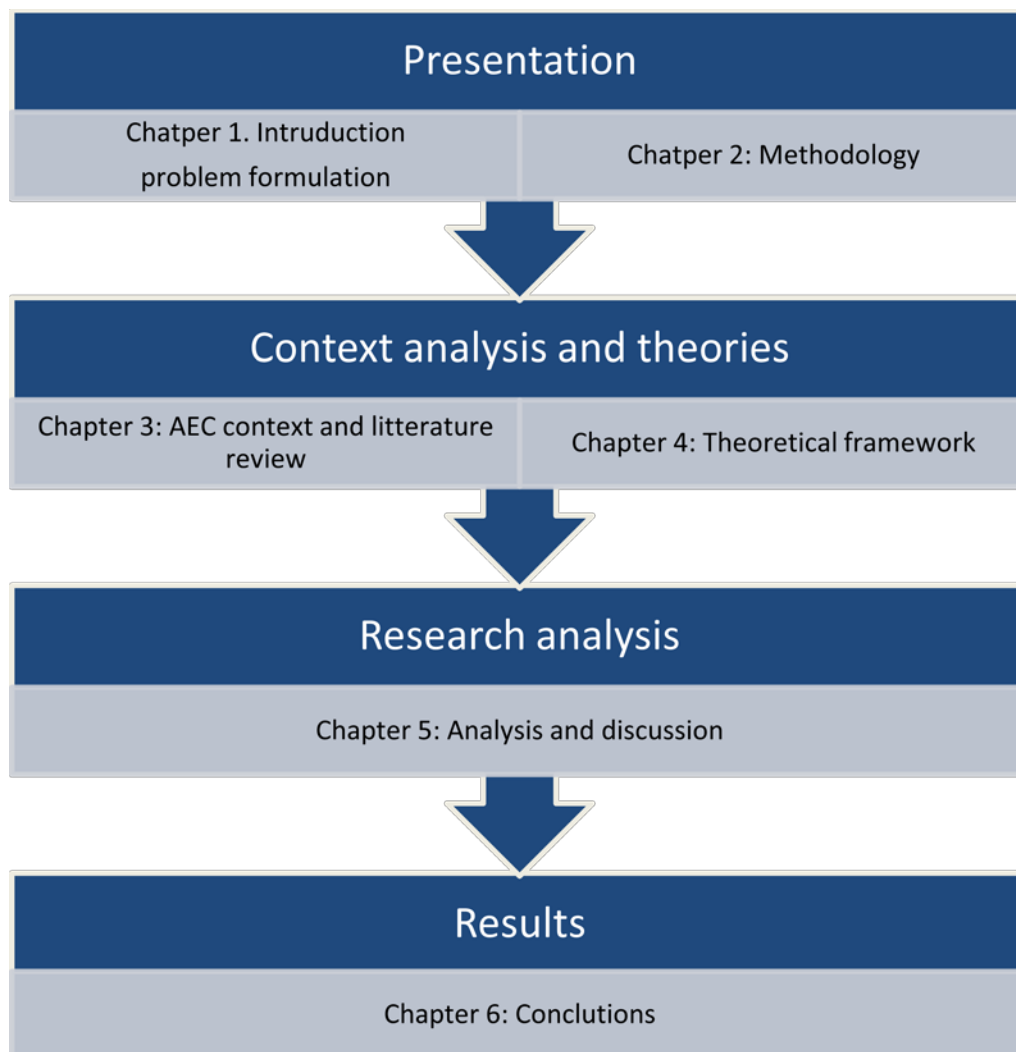 Presentation
Chatper 1. Intruduction
problem formulation
Chatper 2: Methodology
Context analysis and theories
Chapter 3: AEC context and litterature
review
Chapter 4: Theoretical framework
Research analysis
Chapter 5: Analysis and discussion
Results
Chapter 6: Conclutions